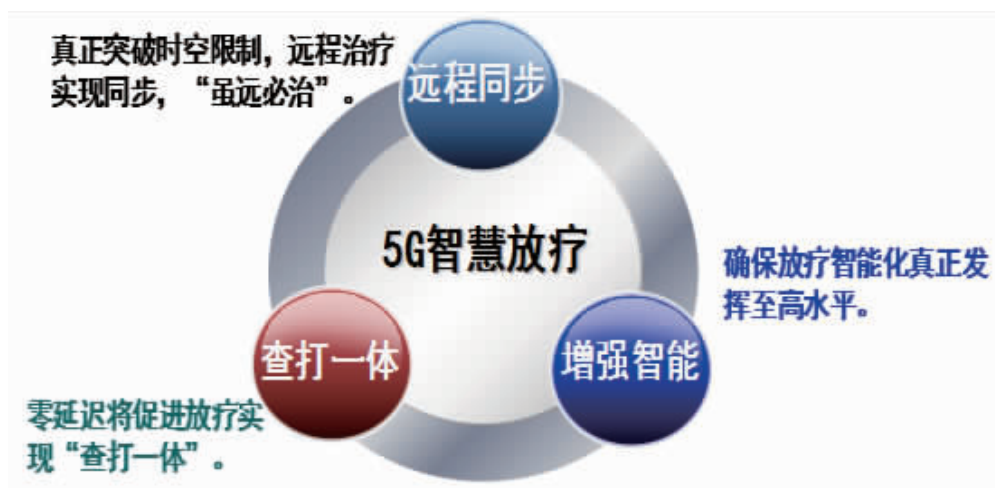 真正突破时空限制，远程治疗
实现同步，“虽远必治”。
远程同步
5G智慧放疗
确保放疗智能化真正发
挥至高水平。
查打一体
增强智能
零延迟将促进放疗实
现“查打一体”。